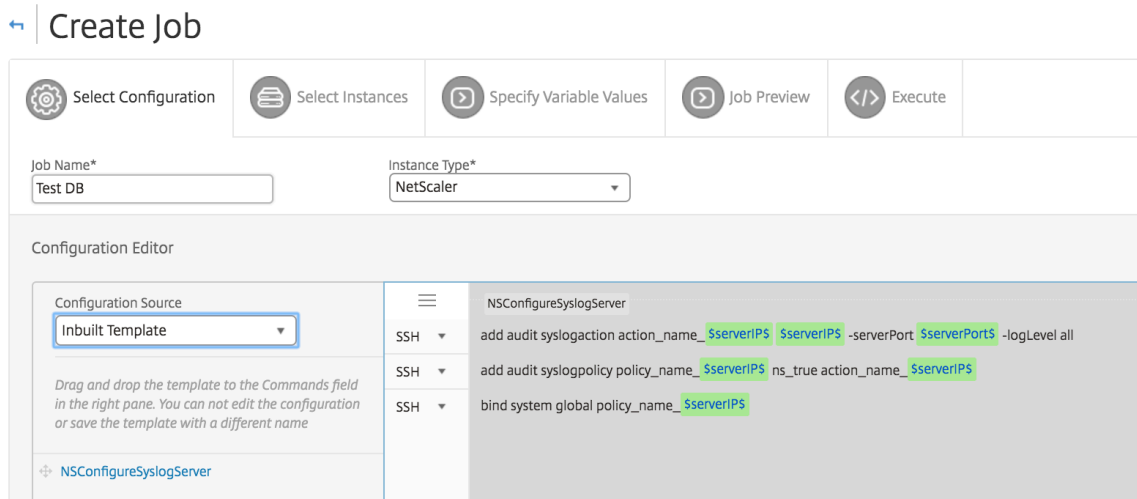 Create Job
Select Configuration
Select Instances
Specify Variable Values
Job Preview
Execute
Job Name*
Test DB
Instance Type*
NetScaler
Configuration Editor
Configuration Source
Inbuilt Template
Drag and drop the template to the Commands field
in the right pane. You can not edit the configuration
or save the template with a different name
NSConfigureSyslogServer
NSConfigureSyslogServer
SSH add audit syslogaction action_name_ $serverIP$ $serverIP$ -serverPort $serverPort$ -logLevel all
SSH add audit syslogpolicy policy_name_ $serverIP$ ns_true action_name_ $serverIP$
SSH bind system global policy_name_ $serverIP$